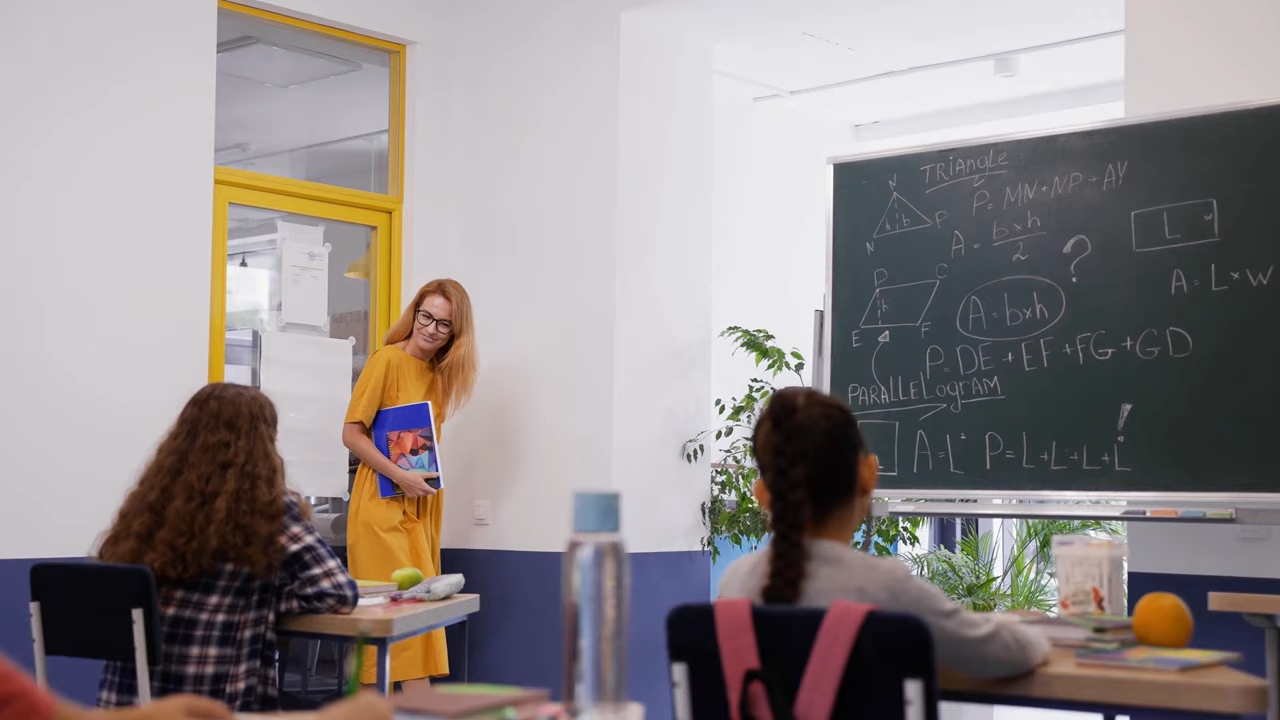 TRIANGLE
N
P = MN + NP + AY
h
b
P
N
A = b×h
2
?
L
w
A = L × W
D
C
h
A = b×h
E
F
P = DE + EF + FG + GD
PARALLELogrAM
!
A = L²
P = L+L+L+L